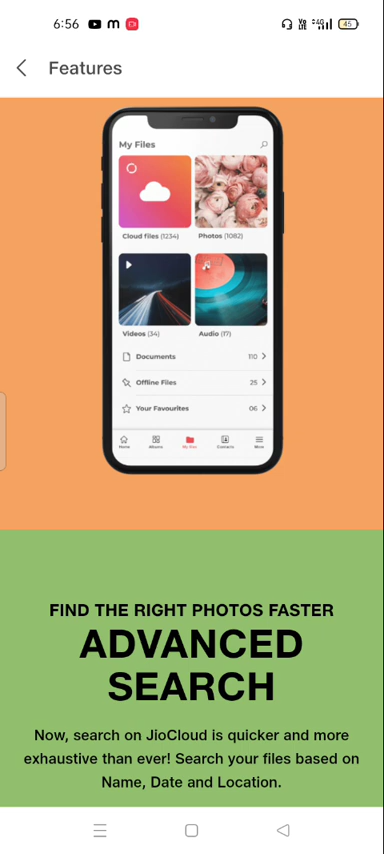 6:56
45
Features
My Files
Cloud files (1234)
Photos (1082)
Videos (34)
Audio (17)
Documents 110
Offline Files 25
Your Favourites 06
Home Albums My files Contacts More
FIND THE RIGHT PHOTOS FASTER
ADVANCED
SEARCH
Now, search on JioCloud is quicker and more
exhaustive than ever! Search your files based on
Name, Date and Location.